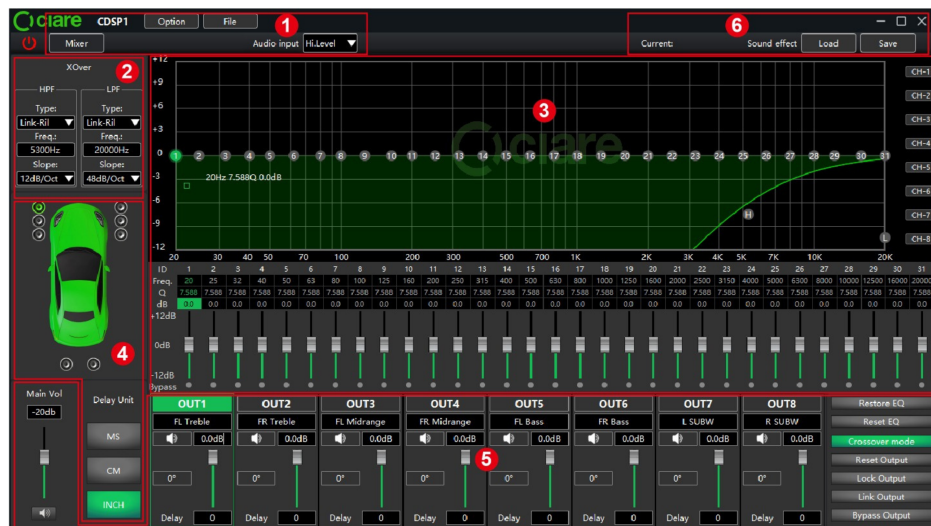 ciare CDSP1 Option File 1 6
Mixer Audio input Hi.Level Current: Sound effect Load Save
XOver 2
HPF LPF
Type: Type:
Link-Ril Link-Ril
Freq.: Freq.:
5300Hz 20000Hz
Slope: Slope:
12dB/Oct 48dB/Oct
+12
+9
+6
+3
0
-3
-6
-9
-12
3
ciare
1 2 3 4 5 6 7 8 9 10 11 12 13 14 15 16 17 18 19 20 21 22 23 24 25 26 27 28 29 30 31
20Hz 7.588Q 0.0dB
H
L
20 30 40 50 70 100 200 300 400 500 700 1K 2K 3K 4K 5K 7K 10K 20K
CH-1
CH-2
CH-3
CH-4
CH-5
CH-6
CH-7
CH-8
ID 1 2 3 4 5 6 7 8 9 10 11 12 13 14 15 16 17 18 19 20 21 22 23 24 25 26 27 28 29 30 31
Freq. 20 25 32 40 50 63 80 100 125 160 200 250 315 400 500 630 800 1000 1250 1600 2000 2500 3150 4000 5000 6300 8000 10000 12500 16000 20000
Q 7.588 7.588 7.588 7.588 7.588 7.588 7.588 7.588 7.588 7.588 7.588 7.588 7.588 7.588 7.588 7.588 7.588 7.588 7.588 7.588 7.588 7.588 7.588 7.588 7.588 7.588 7.588 7.588 7.588 7.588 7.588
dB 0.0 0.0 0.0 0.0 0.0 0.0 0.0 0.0 0.0 0.0 0.0 0.0 0.0 0.0 0.0 0.0 0.0 0.0 0.0 0.0 0.0 0.0 0.0 0.0 0.0 0.0 0.0 0.0 0.0 0.0 0.0
+12dB
0dB
-12dB
Bypass
4
Main Vol
-20db
Delay Unit
MS
CM
INCH
OUT1 OUT2 OUT3 OUT4 OUT5 OUT6 OUT7 OUT8
FL Treble FR Treble FL Midrange FR Midrange FL Bass FR Bass L SUBW R SUBW
0.0dB 0.0dB 0.0dB 0.0dB 0.0dB 0.0dB 0.0dB 0.0dB
5
0° 0° 0° 0° 0° 0° 0° 0°
Delay 0 Delay 0 Delay 0 Delay 0 Delay 0 Delay 0 Delay 0 Delay 0
Restore EQ
Reset EQ
Crossover mode
Reset Output
Lock Output
Link Output
Bypass Output